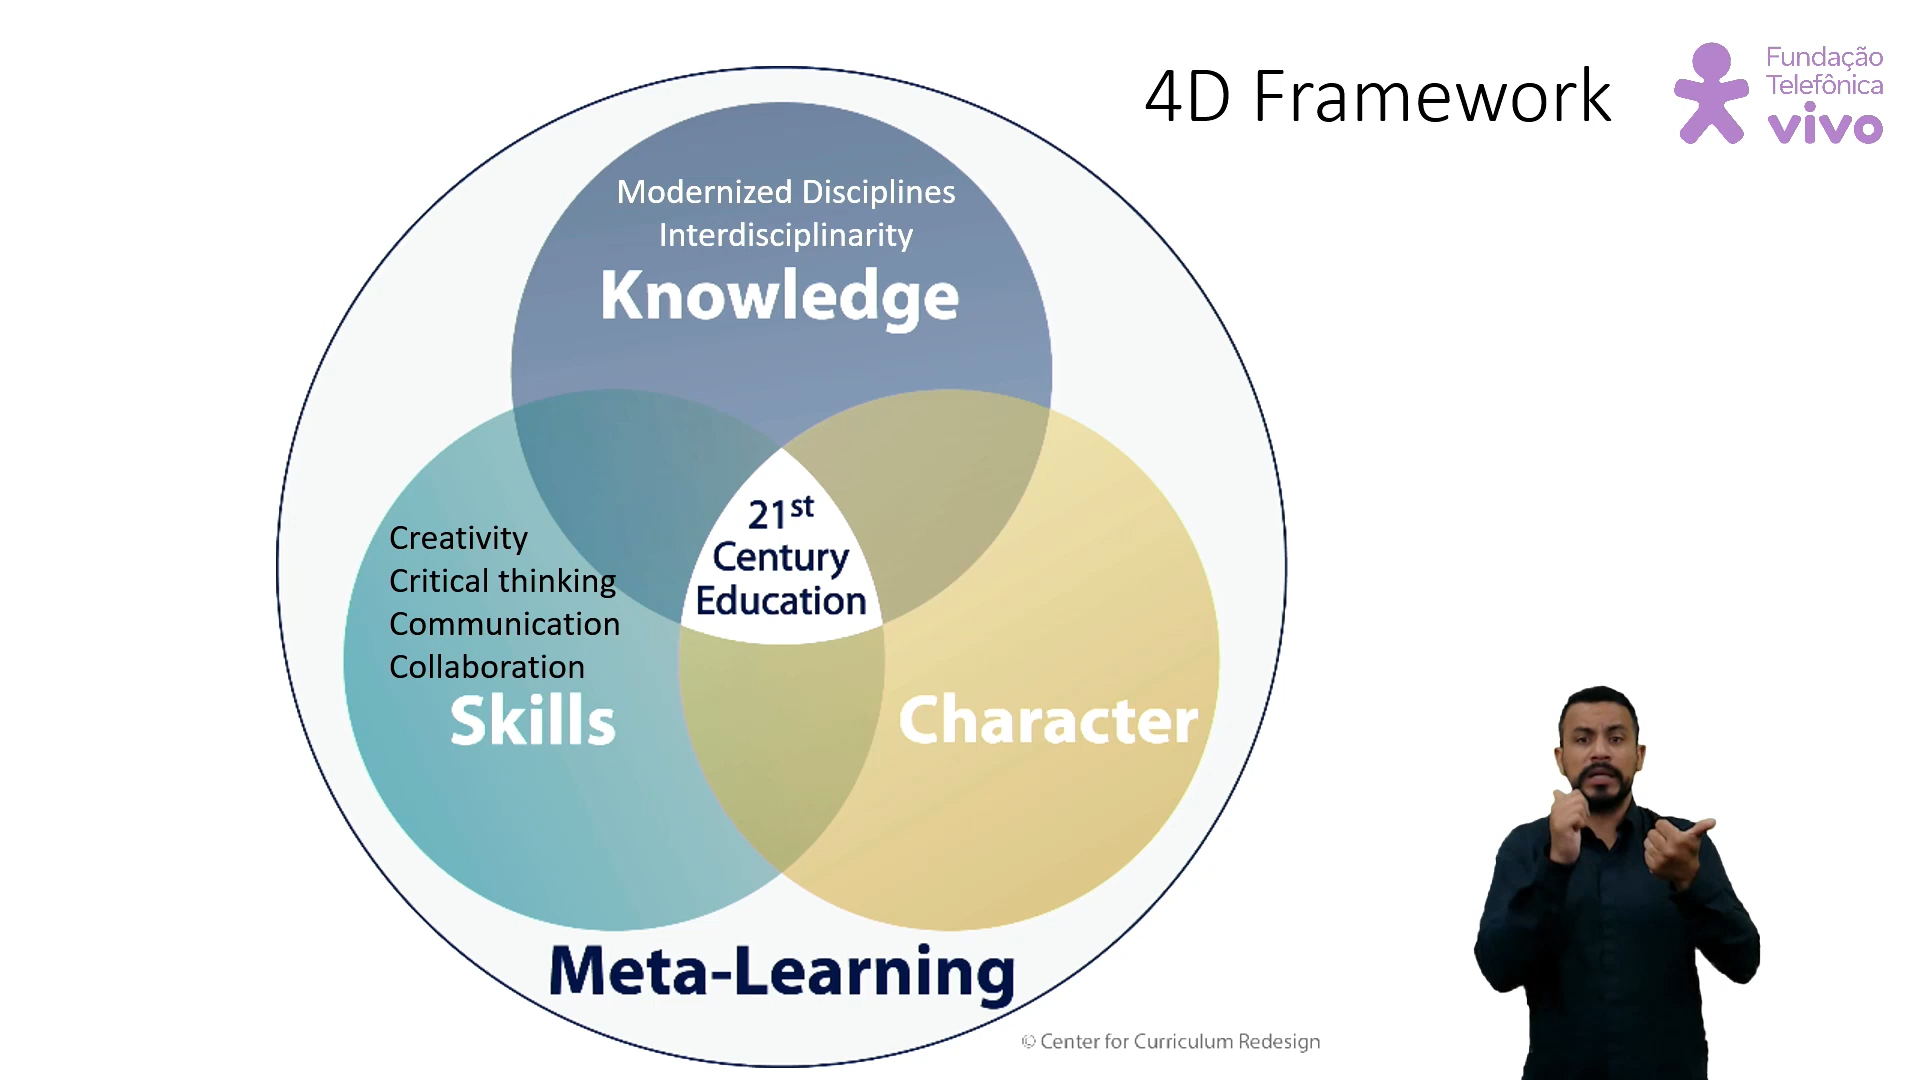 4D Framework
Fundação
Telefônica
vivo
Modernized Disciplines
Interdisciplinarity
Knowledge
21st
Century
Education
Creativity
Critical thinking
Communication
Collaboration
Skills
Character
Meta-Learning
© Center for Curriculum Redesign